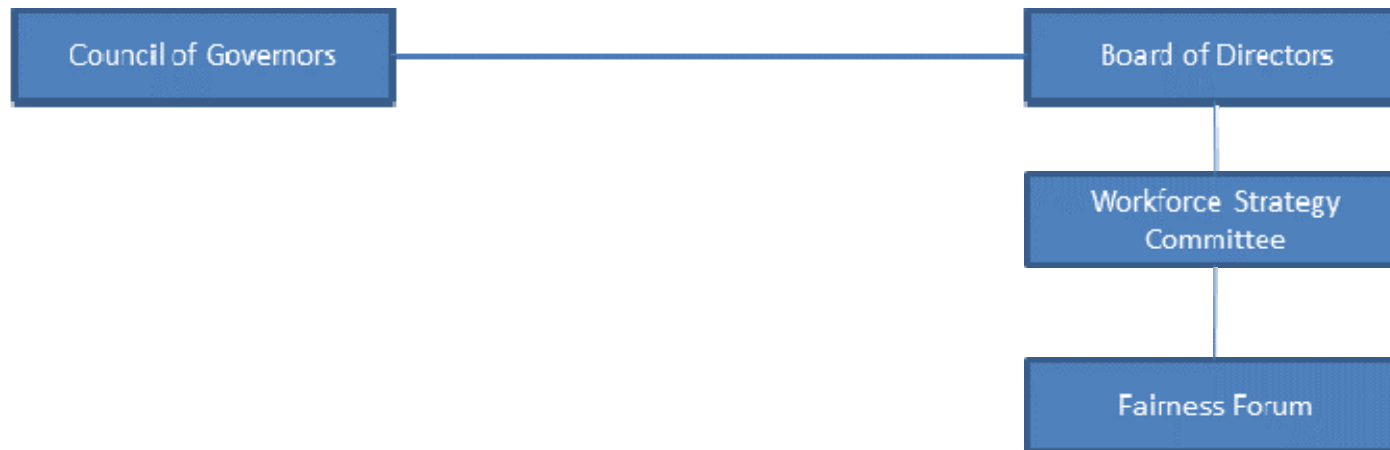 Council of Governors
Board of Directors
Workforce Strategy
Committee
Fairness Forum